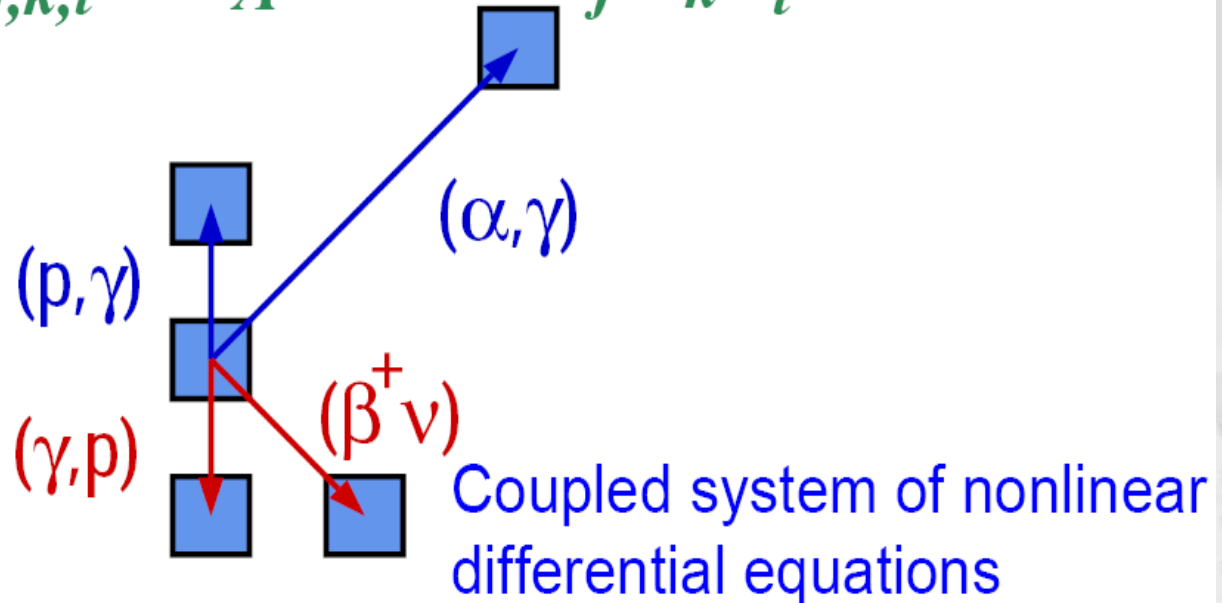 (α,γ)
(p,γ)
(β⁺ν)
(γ,p)
Coupled system of nonlinear
differential equations